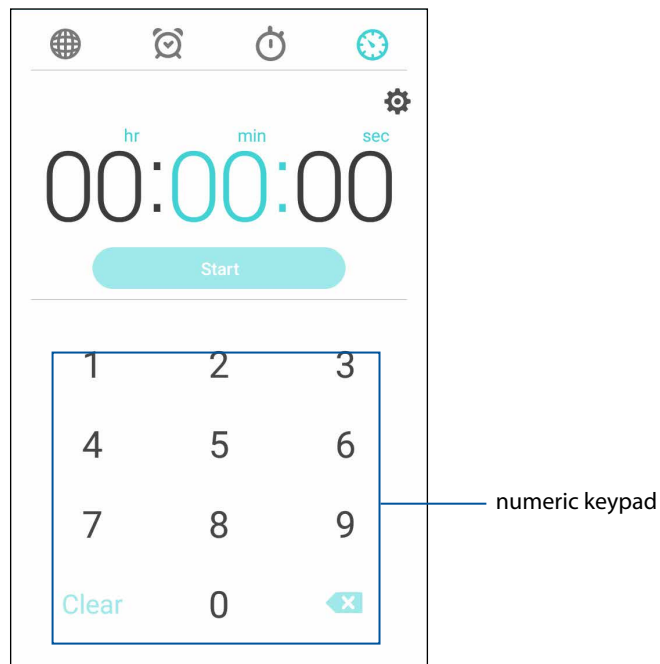 hr min sec
00:00:00
Start
1 2 3
4 5 6
7 8 9
numeric keypad
Clear 0